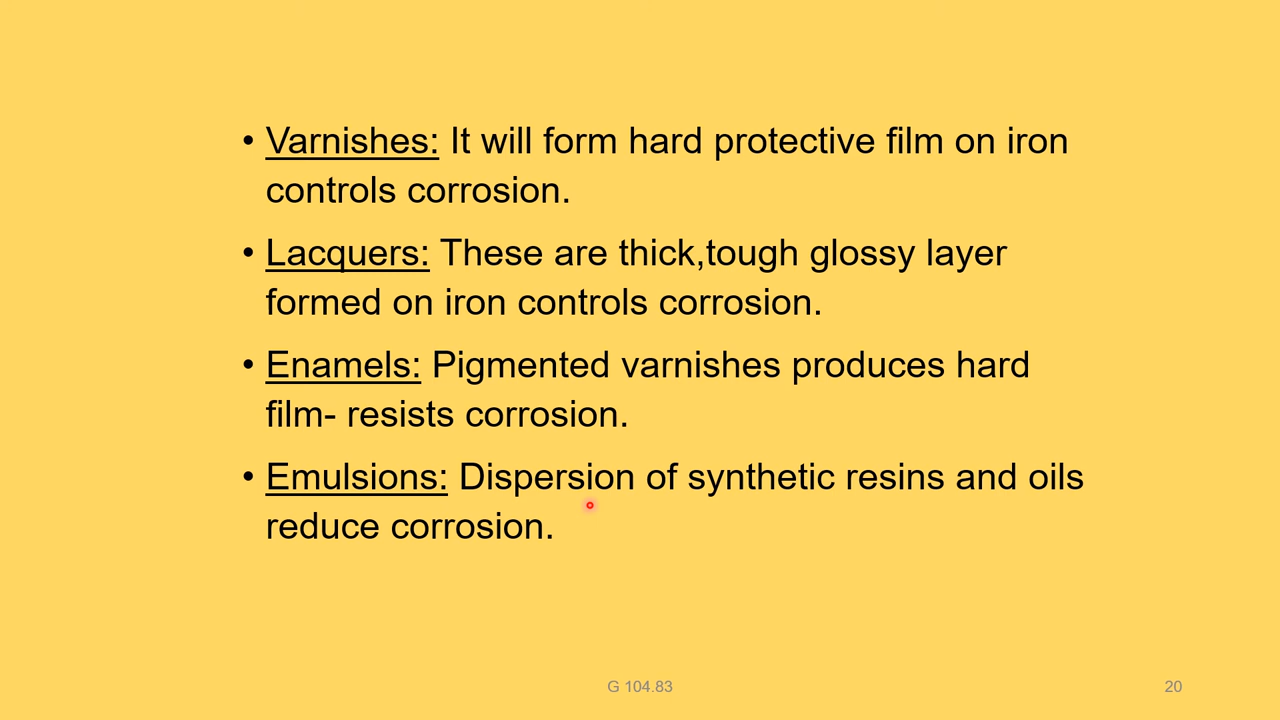 • Varnishes: It will form hard protective film on iron
controls corrosion.
• Lacquers: These are thick,tough glossy layer
formed on iron controls corrosion.
• Enamels: Pigmented varnishes produces hard
film- resists corrosion.
• Emulsions: Dispersion of synthetic resins and oils
reduce corrosion.
G 104.83
20